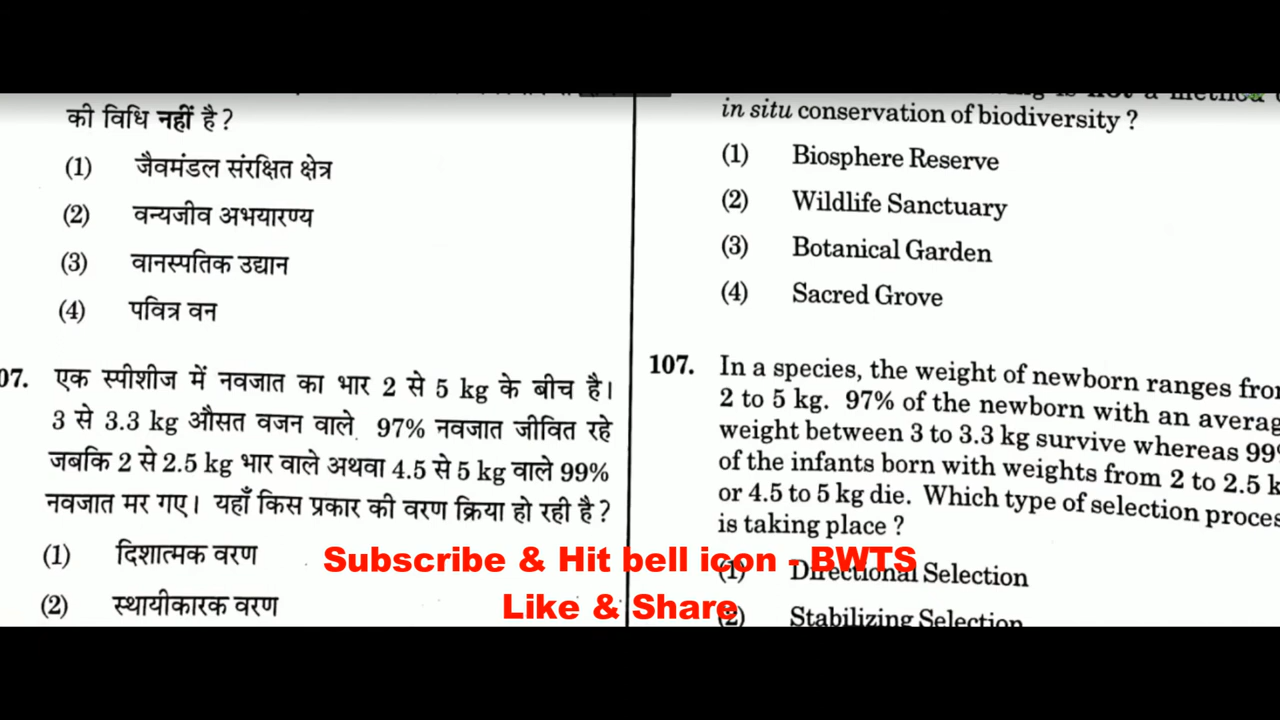 की विधि नहीं है ?
(1) जैवमंडल संरक्षित क्षेत्र
(2) वन्यजीव अभयारण्य
(3) वानस्पतिक उद्यान
(4) पवित्र वन
07. एक स्पीशीज में नवजात का भार 2 से 5 kg के बीच है।
3 से 3.3 kg औसत वजन वाले 97% नवजात जीवित रहे
जबकि 2 से 2.5 kg भार वाले अथवा 4.5 से 5 kg वाले 99%
नवजात मर गए। यहाँ किस प्रकार की वरण क्रिया हो रही है ?
(1) दिशात्मक वरण
(2) स्थायीकारक वरण
is not a method
in situ conservation of biodiversity ?
(1) Biosphere Reserve
(2) Wildlife Sanctuary
(3) Botanical Garden
(4) Sacred Grove
107. In a species, the weight of newborn ranges from
2 to 5 kg. 97% of the newborn with an averag
weight between 3 to 3.3 kg survive whereas 99%
of the infants born with weights from 2 to 2.5 k
or 4.5 to 5 kg die. Which type of selection proces
is taking place ?
(1) Directional Selection
(2) Stabilizing Selection
Subscribe & Hit bell icon - BWTS
Like & Share